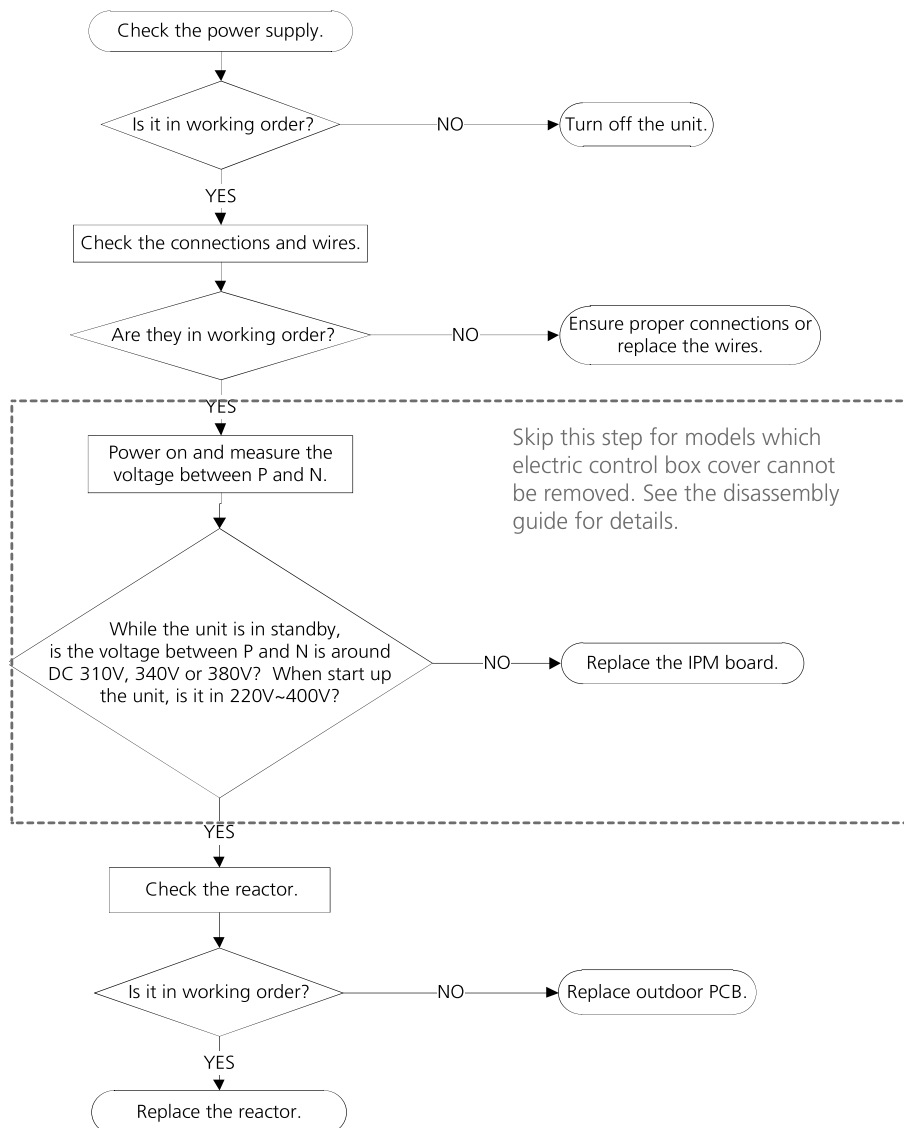 Check the power supply.
Is it in working order?
NO
Turn off the unit.
YES
Check the connections and wires.
Are they in working order?
NO
Ensure proper connections or
replace the wires.
YES
Power on and measure the
voltage between P and N.
Skip this step for models which
electric control box cover cannot
be removed. See the disassembly
guide for details.
While the unit is in standby,
is the voltage between P and N is around
DC 310V, 340V or 380V?  When start up
the unit, is it in 220V~400V?
NO
Replace the IPM board.
YES
Check the reactor.
Is it in working order?
NO
Replace outdoor PCB.
YES
Replace the reactor.